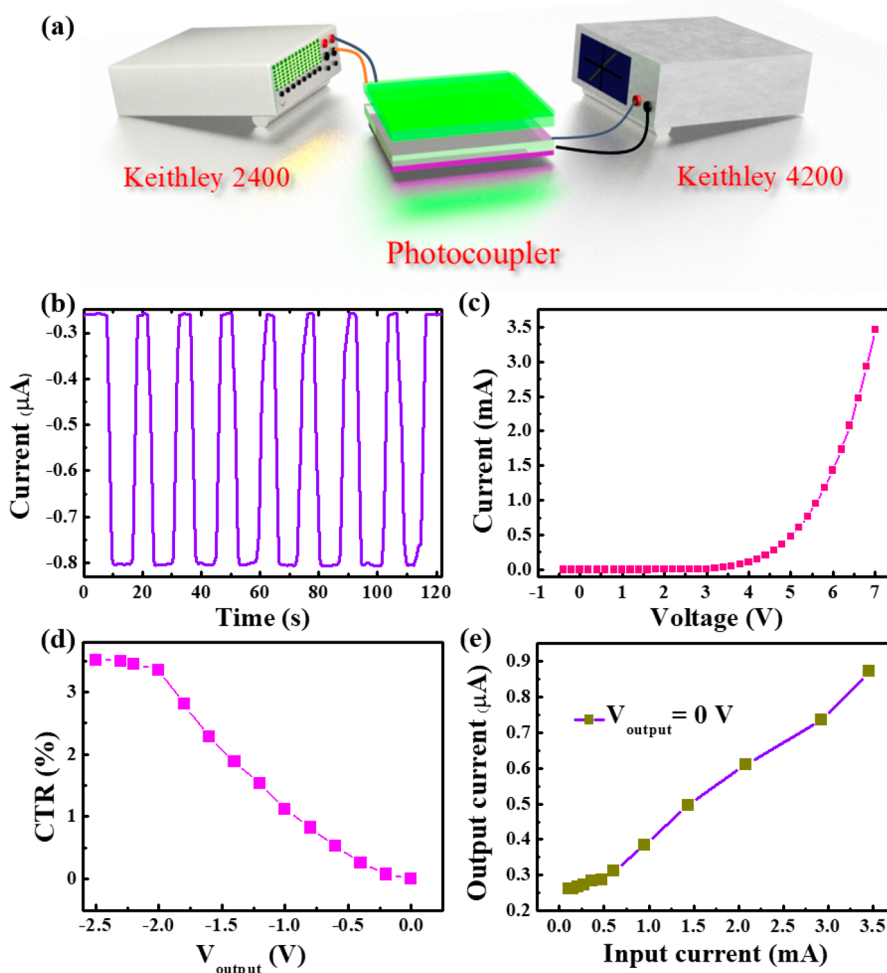 (a)
Keithley 2400
Keithley 4200
Photocoupler
(b)
-0.3
-0.4
-0.5
-0.6
-0.7
-0.8
Current (μA)
0 20 40 60 80 100 120
Time (s)
(c)
3.5
3.0
2.5
2.0
1.5
1.0
0.5
0.0
Current (mA)
-1 0 1 2 3 4 5 6 7
Voltage (V)
(d)
3
2
1
0
CTR (%)
-2.5 -2.0 -1.5 -1.0 -0.5 0.0
Voutput (V)
(e)
0.9
0.8
0.7
0.6
0.5
0.4
0.3
0.2
Output current (μA)
Voutput = 0 V
0.0 0.5 1.0 1.5 2.0 2.5 3.0 3.5
Input current (mA)